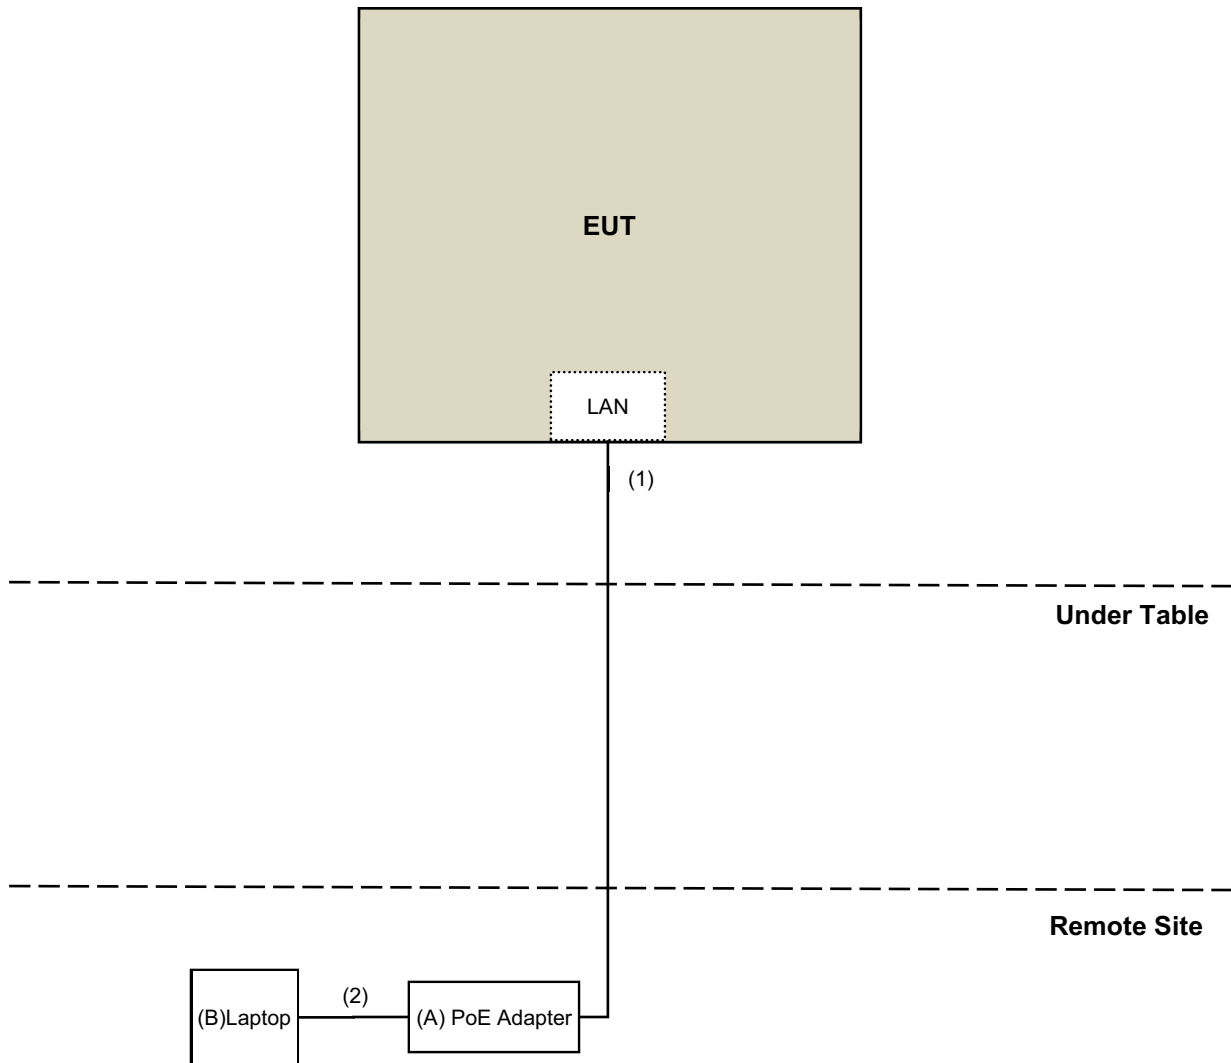 EUT
LAN
(1)
Under Table
Remote Site
(2)
(B)Laptop
(A) PoE Adapter